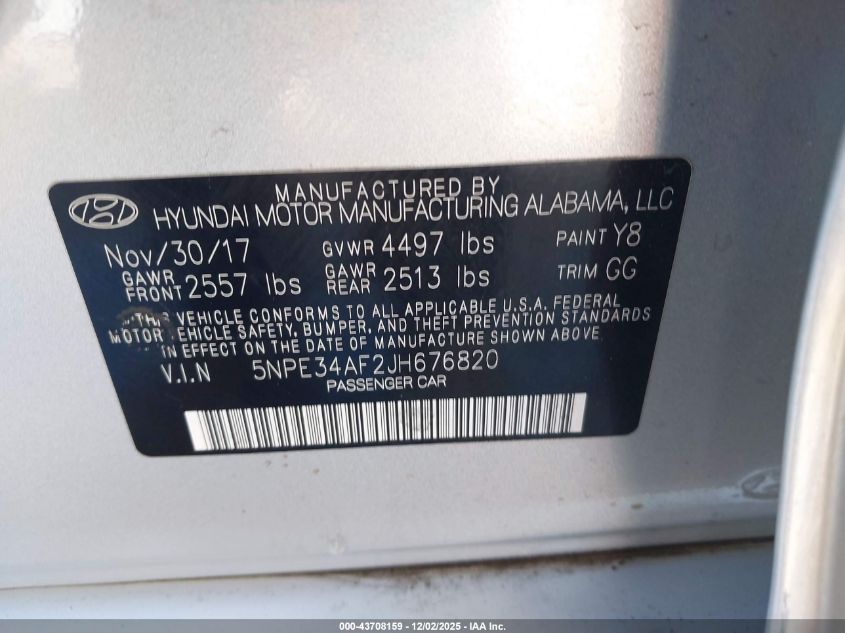 MANUFACTURED BY
HYUNDAI MOTOR MANUFACTURING ALABAMA, LLC
Nov/30/17 GVWR 4497 lbs PAINT Y8
GAWR FRONT 2557 lbs GAWR REAR 2513 lbs TRIM GG
THIS VEHICLE CONFORMS TO ALL APPLICABLE U.S.A. FEDERAL
MOTOR VEHICLE SAFETY, BUMPER, AND THEFT PREVENTION STANDARDS
IN EFFECT ON THE DATE OF MANUFACTURE SHOWN ABOVE.
V.I.N 5NPE34AF2JH676820
PASSENGER CAR
000-43708159 - 12/02/2025 - IAA Inc.